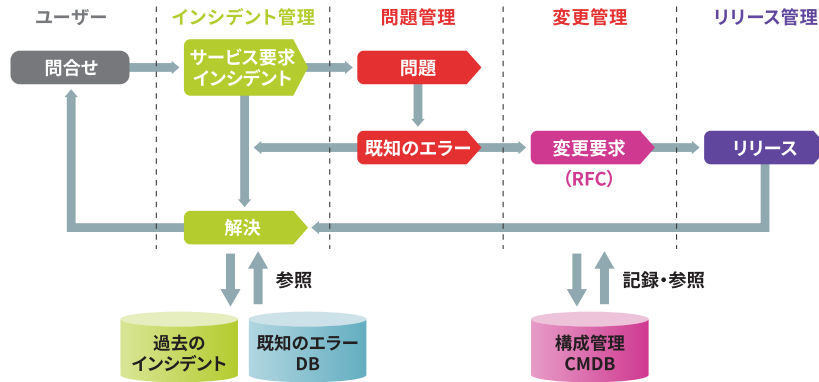 ユーザー
インシデント管理
問題管理
変更管理
リリース管理
問合せ
サービス要求
インシデント
問題
既知のエラー
変更要求
(RFC)
リリース
解決
参照
記録・参照
過去の
インシデント
既知のエラー
DB
構成管理
CMDB